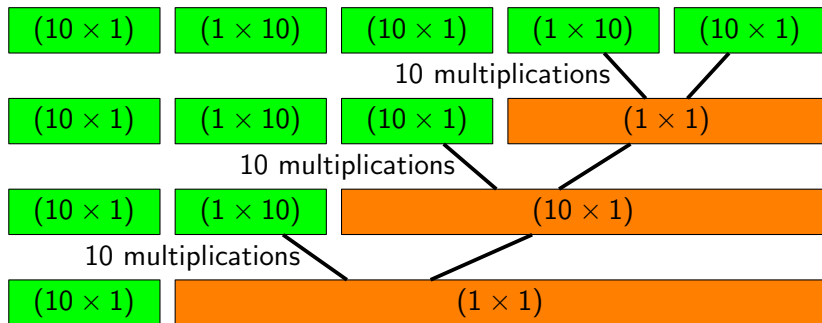 (10 × 1) (1 × 10) (10 × 1) (1 × 10) (10 × 1)
10 multiplications
(10 × 1) (1 × 10) (10 × 1) (1 × 1)
10 multiplications
(10 × 1) (1 × 10) (10 × 1)
10 multiplications
(10 × 1) (1 × 1)